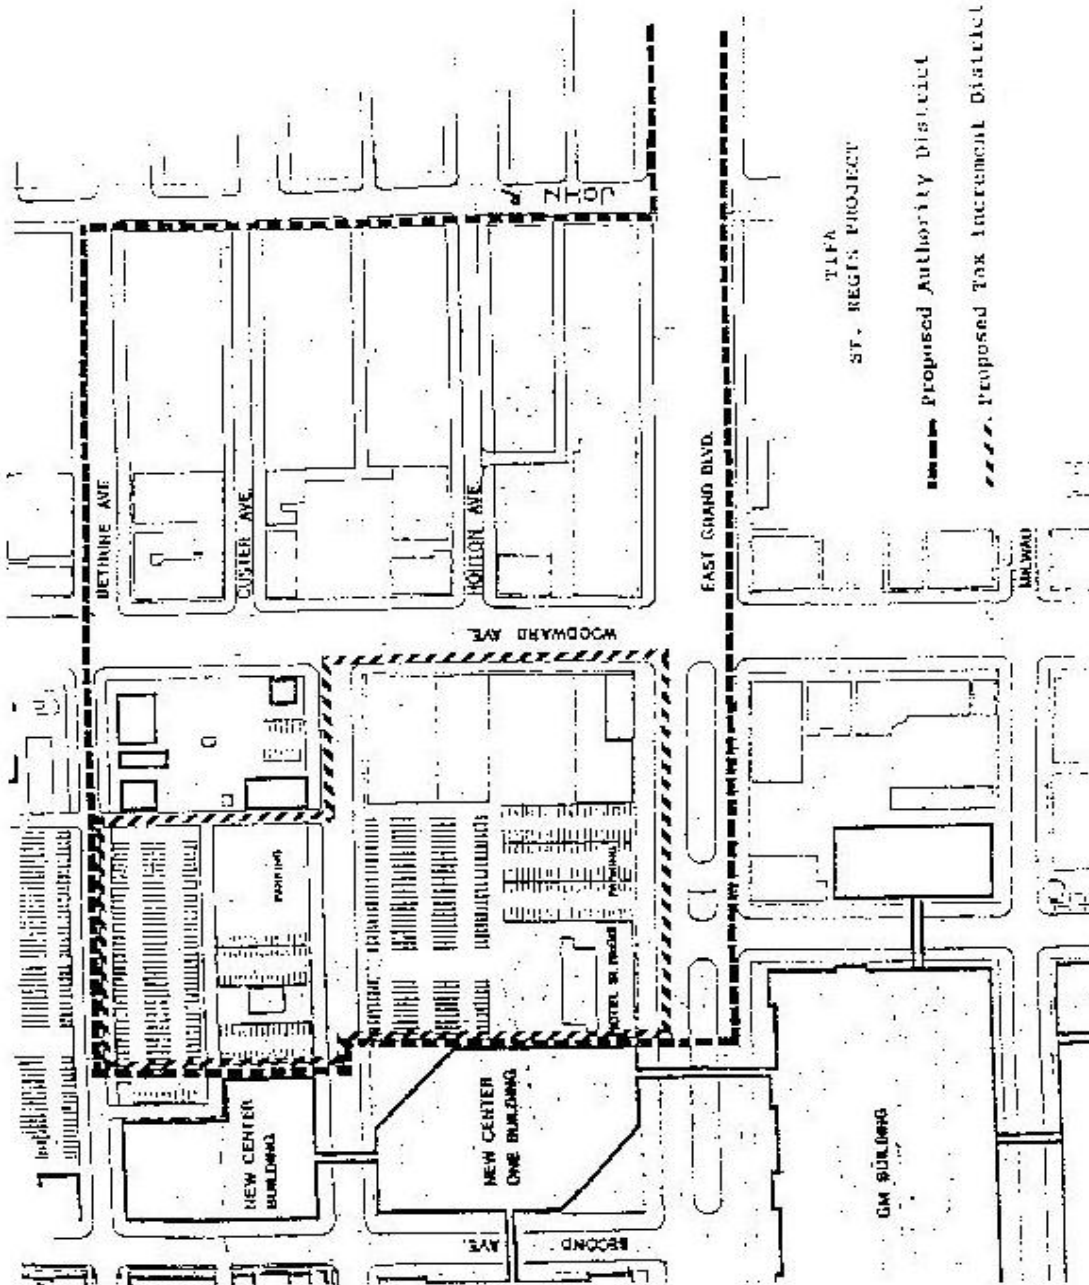 TIFA
ST. REGIS PROJECT
Proposed Authority District
Proposed Tax Increment District
JOHN R
BETHUNE AVE
CUSTER AVE.
HORTON AVE
EAST GRAND BLVD.
WOODWARD AVE.
PARKING
PARKING
HOTEL ST. REGIS
NEW CENTER
BUILDING
NEW CENTER
ONE BUILDING
GM BUILDING
SECOND AVE.